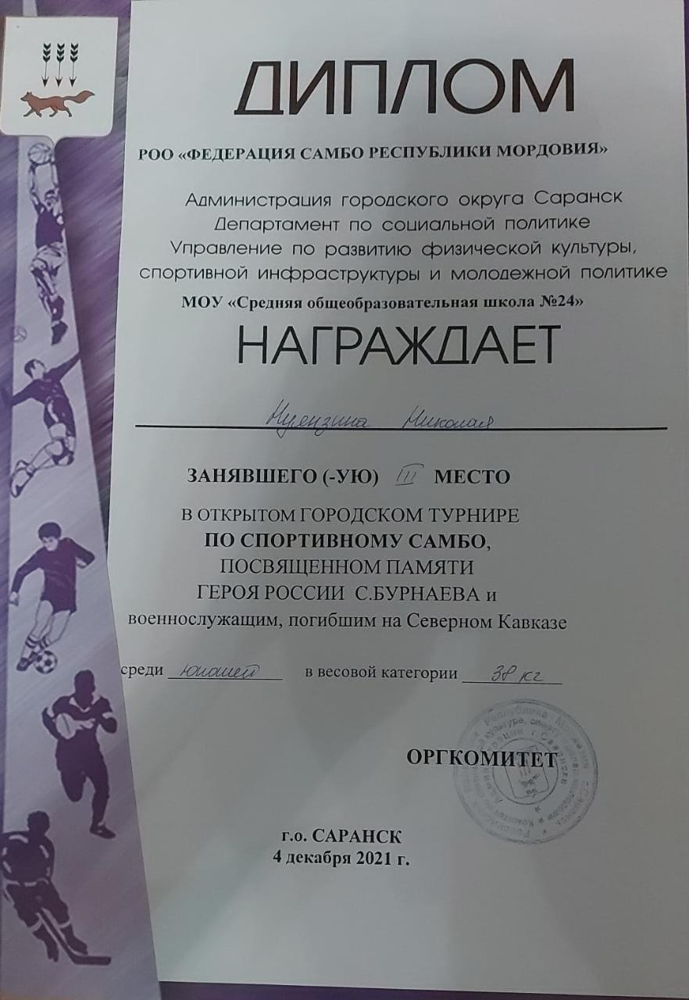 ДИПЛОМ
РОО «ФЕДЕРАЦИЯ САМБО РЕСПУБЛИКИ МОРДОВИЯ»
Администрация городского округа Саранск
Департамент по социальной политике
Управление по развитию физической культуры,
спортивной инфраструктуры и молодежной политике
МОУ «Средняя общеобразовательная школа №24»
НАГРАЖДАЕТ
Николая
ЗАНЯВШЕГО (-УЮ) III МЕСТО
В ОТКРЫТОМ ГОРОДСКОМ ТУРНИРЕ
ПО СПОРТИВНОМУ САМБО,
ПОСВЯЩЕННОМ ПАМЯТИ
ГЕРОЯ РОССИИ С.БУРНАЕВА и
военнослужащим, погибшим на Северном Кавказе
среди юношей в весовой категории 38 кг
ОРГКОМИТЕТ
г.о. САРАНСК
4 декабря 2021 г.